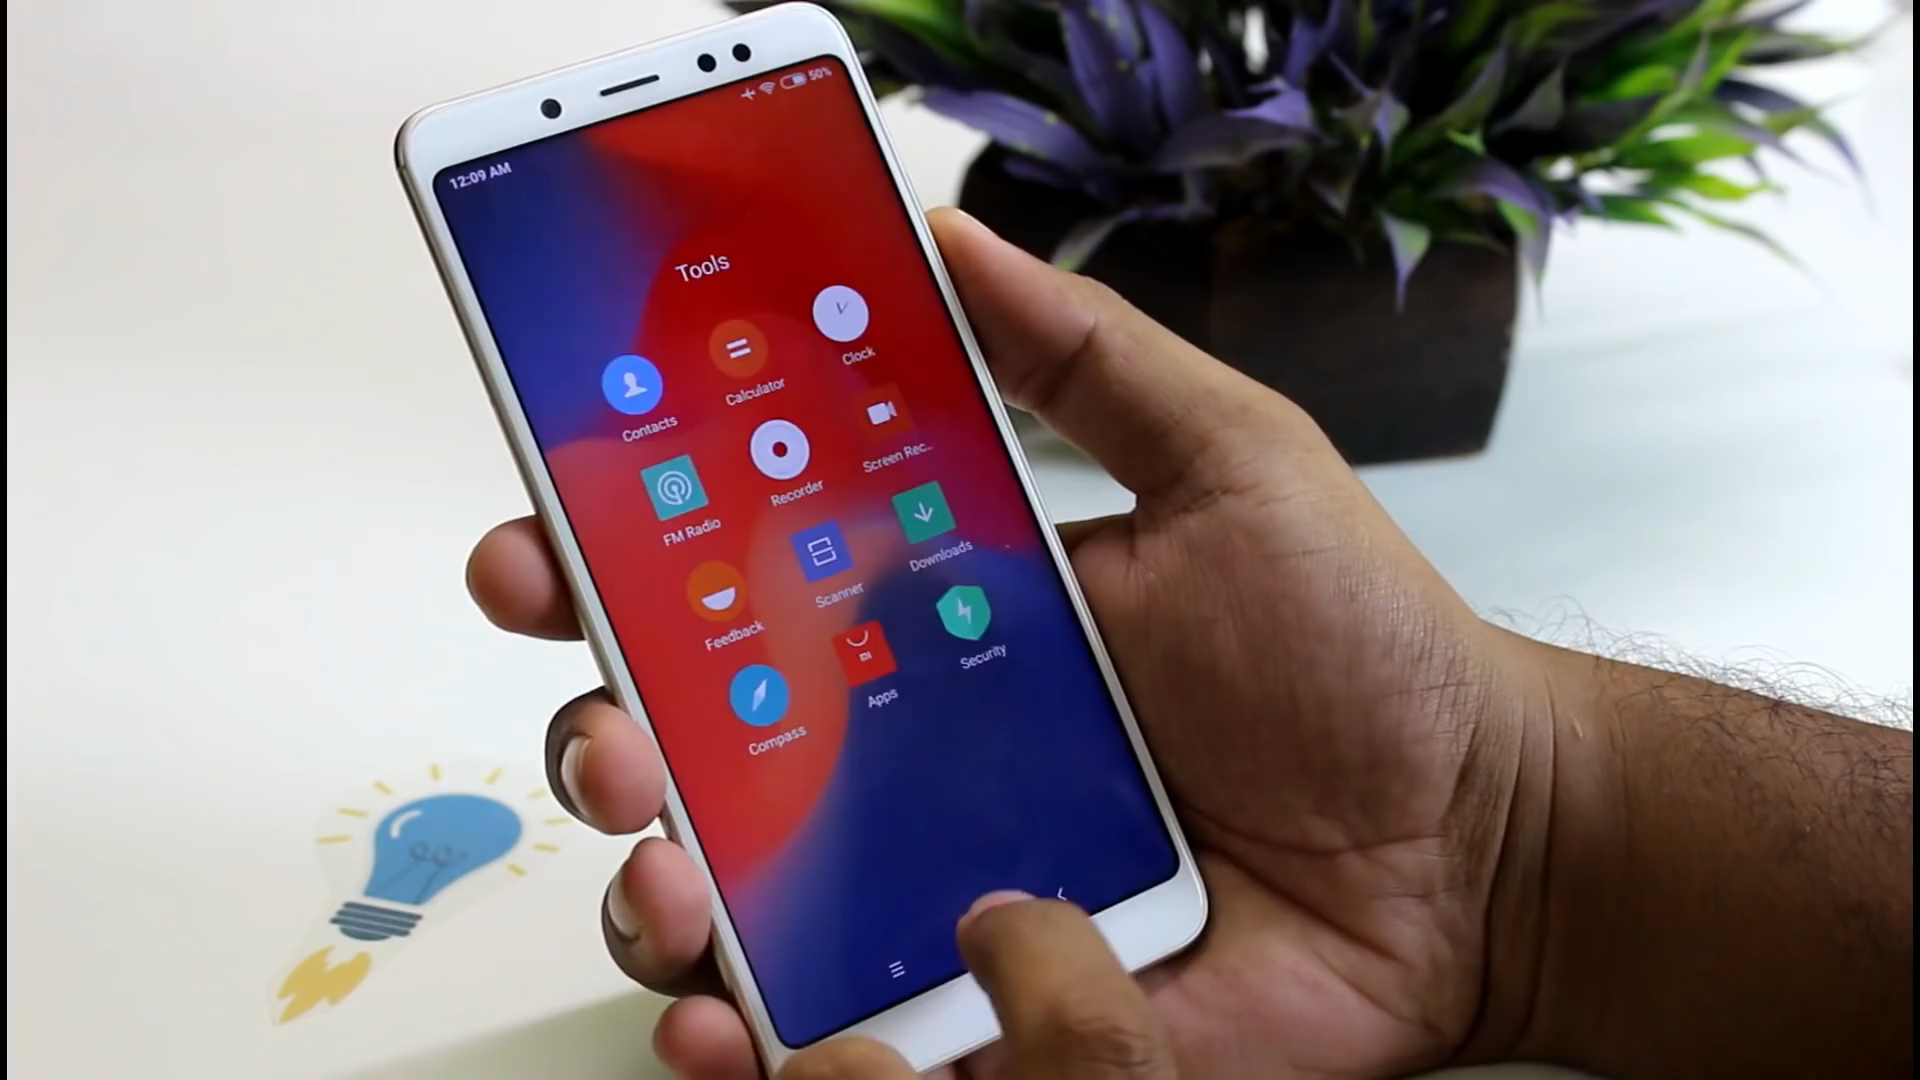 50%
12:09 AM
Tools
Contacts
Calculator
Clock
FM Radio
Recorder
Screen Rec...
Feedback
Scanner
Downloads
Compass
mi
Apps
Security